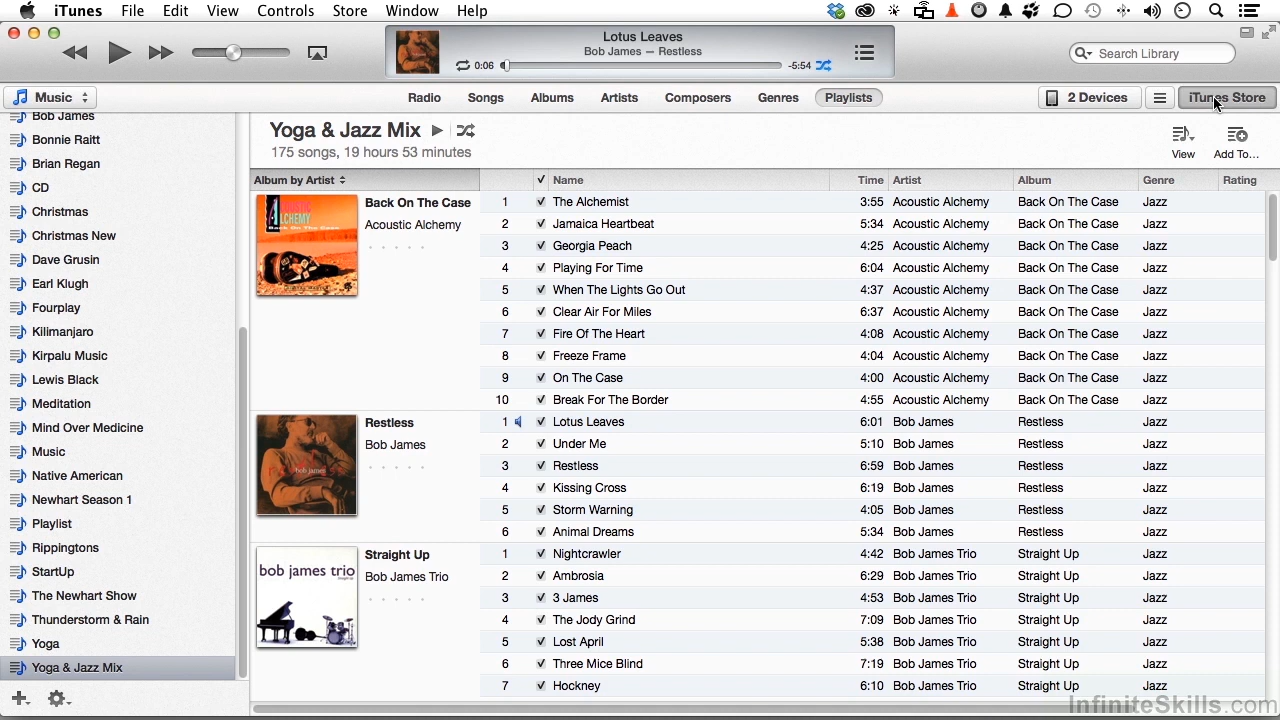 iTunes File Edit View Controls Store Window Help
Lotus Leaves
Bob James — Restless
0:06 -5:54
Search Library
Music Radio Songs Albums Artists Composers Genres Playlists 2 Devices iTunes Store
Bob James
Bonnie Raitt
Brian Regan
CD
Christmas
Christmas New
Dave Grusin
Earl Klugh
Fourplay
Kilimanjaro
Kirpalu Music
Lewis Black
Meditation
Mind Over Medicine
Music
Native American
Newhart Season 1
Playlist
Rippingtons
StartUp
The Newhart Show
Thunderstorm & Rain
Yoga
Yoga & Jazz Mix
Yoga & Jazz Mix
175 songs, 19 hours 53 minutes
View Add To...
Album by Artist ✓ Name Time Artist Album Genre Rating
Back On The Case
Acoustic Alchemy
1 ✓ The Alchemist 3:55 Acoustic Alchemy Back On The Case Jazz
2 ✓ Jamaica Heartbeat 5:34 Acoustic Alchemy Back On The Case Jazz
3 ✓ Georgia Peach 4:25 Acoustic Alchemy Back On The Case Jazz
4 ✓ Playing For Time 6:04 Acoustic Alchemy Back On The Case Jazz
5 ✓ When The Lights Go Out 4:37 Acoustic Alchemy Back On The Case Jazz
6 ✓ Clear Air For Miles 6:37 Acoustic Alchemy Back On The Case Jazz
7 ✓ Fire Of The Heart 4:08 Acoustic Alchemy Back On The Case Jazz
8 ✓ Freeze Frame 4:04 Acoustic Alchemy Back On The Case Jazz
9 ✓ On The Case 4:00 Acoustic Alchemy Back On The Case Jazz
10 ✓ Break For The Border 4:55 Acoustic Alchemy Back On The Case Jazz
Restless
Bob James
bob james
1 ✓ Lotus Leaves 6:01 Bob James Restless Jazz
2 ✓ Under Me 5:10 Bob James Restless Jazz
3 ✓ Restless 6:59 Bob James Restless Jazz
4 ✓ Kissing Cross 6:19 Bob James Restless Jazz
5 ✓ Storm Warning 4:05 Bob James Restless Jazz
6 ✓ Animal Dreams 5:34 Bob James Restless Jazz
Straight Up
Bob James Trio
bob james trio
1 ✓ Nightcrawler 4:42 Bob James Trio Straight Up Jazz
2 ✓ Ambrosia 6:29 Bob James Trio Straight Up Jazz
3 ✓ 3 James 4:53 Bob James Trio Straight Up Jazz
4 ✓ The Jody Grind 7:09 Bob James Trio Straight Up Jazz
5 ✓ Lost April 5:38 Bob James Trio Straight Up Jazz
6 ✓ Three Mice Blind 7:19 Bob James Trio Straight Up Jazz
7 ✓ Hockney 6:10 Bob James Trio Straight Up Jazz
InfiniteSkills.com